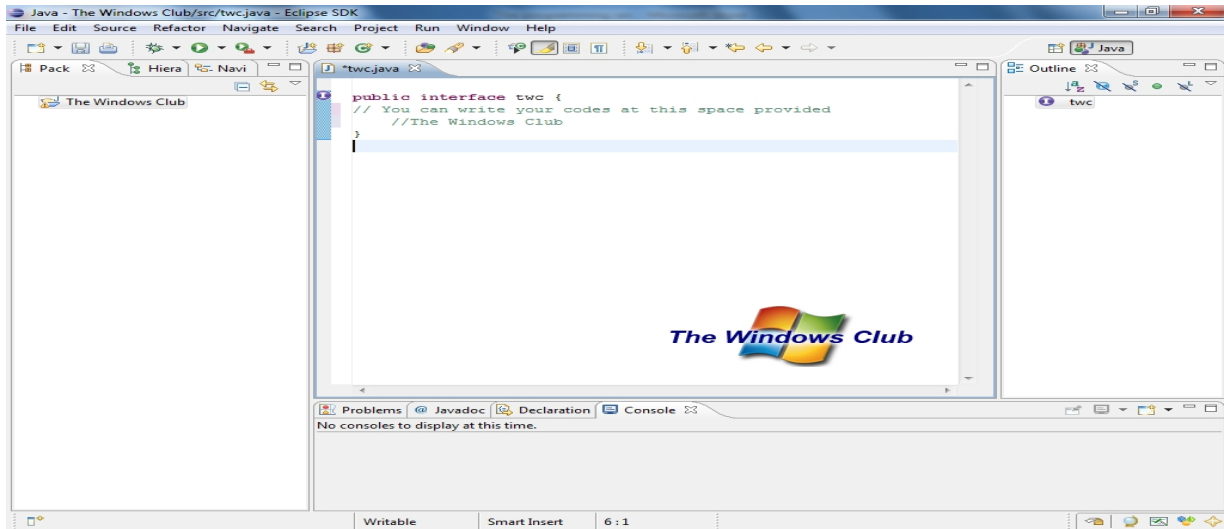 Java - The Windows Club/src/twc.java - Eclipse SDK
File Edit Source Refactor Navigate Search Project Run Window Help
Java
Pack Hiera Navi
*twc.java
Outline
The Windows Club
twc
public interface twc {
// You can write your codes at this space provided
//The Windows Club
}
The Windows Club
Problems @ Javadoc Declaration Console
No consoles to display at this time.
Writable Smart Insert 6 : 1